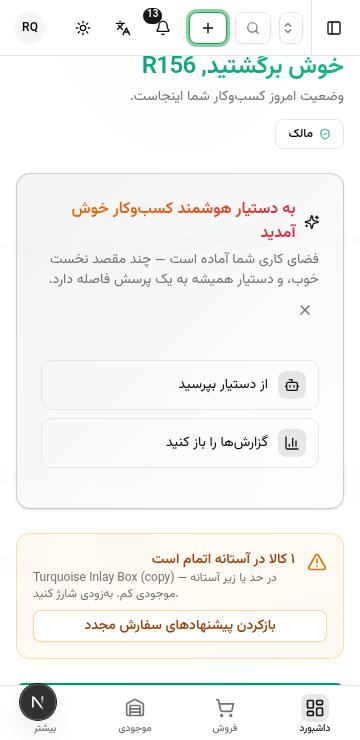 RQ
13
خوش برگشتید, R156
وضعیت امروز کسب‌وکار شما اینجاست.
مالک
به دستیار هوشمند کسب‌وکار خوش
آمدید
فضای کاری شما آماده است — چند مقصد نخست
خوب، و دستیار همیشه به یک پرسش فاصله دارد.
از دستیار بپرسید
گزارش‌ها را باز کنید
۱ کالا در آستانه اتمام است
Turquoise Inlay Box (copy) — در حد یا زیر آستانه
موجودی کم. به‌زودی شارژ کنید.
بازکردن پیشنهادهای سفارش مجدد
داشبورد
فروش
موجودی
بیشتر
N